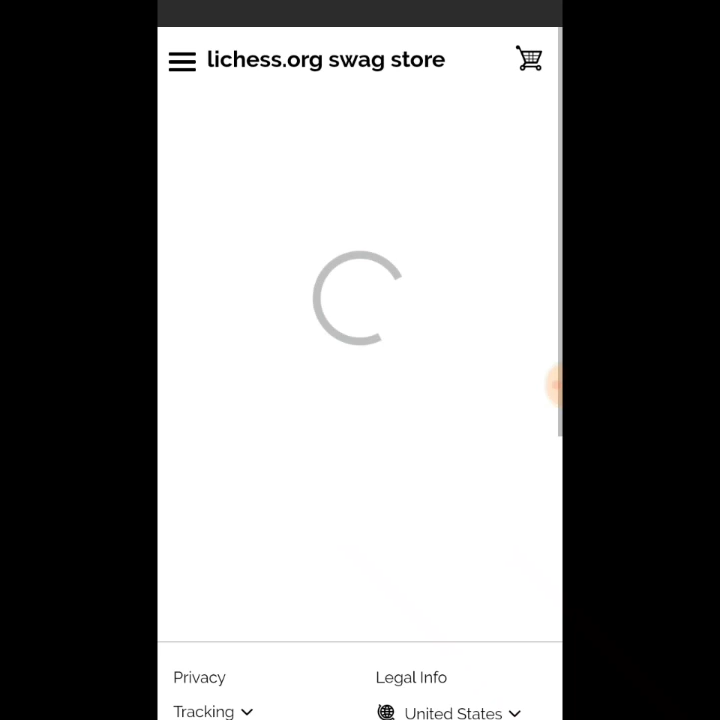 lichess.org swag store
Privacy
Legal Info
Tracking
United States